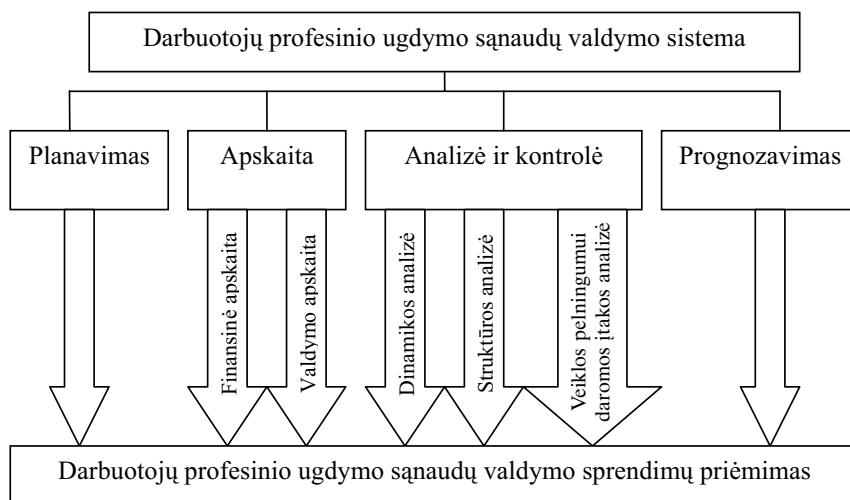 Darbuotojų profesinio ugdymo sąnaudų valdymo sistema
Planavimas
Apskaita
Analizė ir kontrolė
Prognozavimas
Finansinė apskaita
Valdymo apskaita
Dinamikos analizė
Struktūros analizė
Veiklos pelningumui
daromos įtakos analizė
Darbuotojų profesinio ugdymo sąnaudų valdymo sprendimų priėmimas